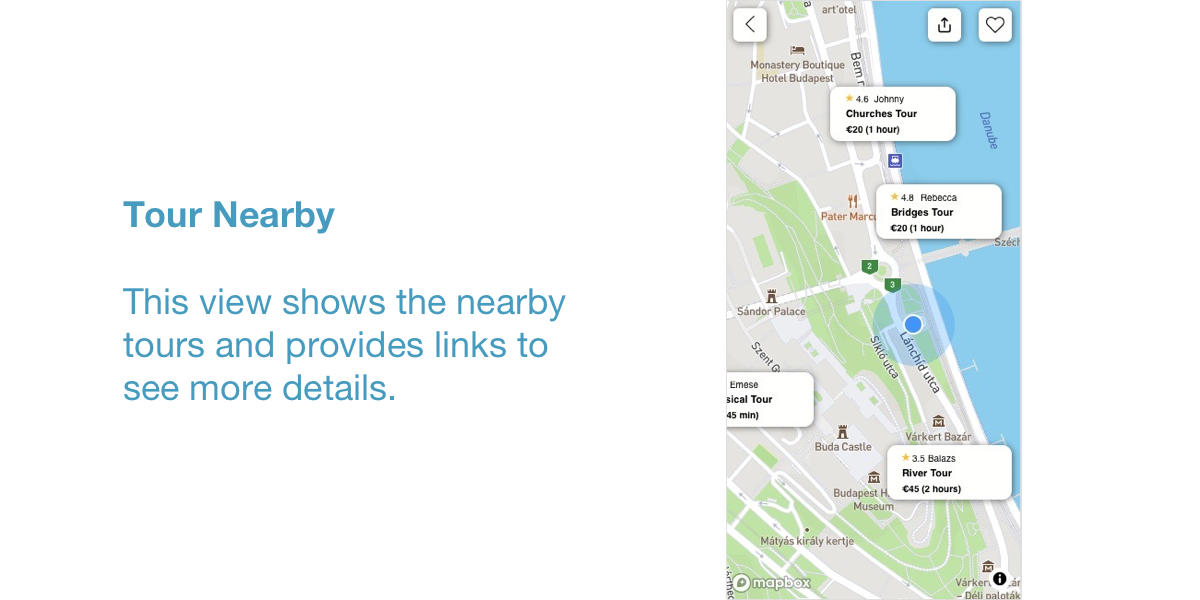 Tour Nearby
This view shows the nearby
tours and provides links to
see more details.
art'otel
Monastery Boutique
Hotel Budapest
Bem r
4.6 Johnny
Churches Tour
€20 (1 hour)
Danube
4.8 Rebecca
Bridges Tour
€20 (1 hour)
Pater Marcu
Széch
2
3
Sándor Palace
Szent G
Sikló utca
Lánchíd utca
Emese
sical Tour
45 min)
Várkert Bazár
Buda Castle
3.5 Balazs
River Tour
€45 (2 hours)
Budapest H
Museum
Mátyás király kertje
mapbox
Várker
ár
– Déli paloták